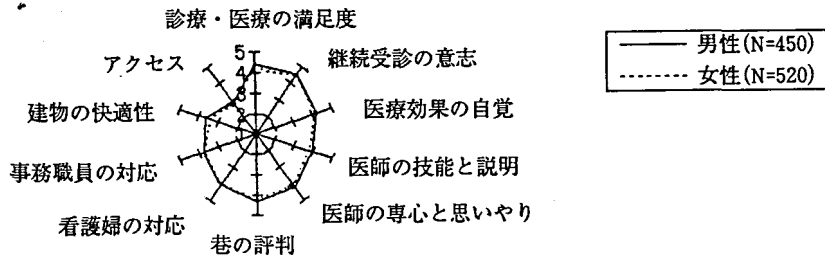 診療・医療の満足度
継続受診の意志
医療効果の自覚
医師の技能と説明
医師の専心と思いやり
巷の評判
看護婦の対応
事務職員の対応
建物の快適性
アクセス
5
4
3
2
男性(N=450)
女性(N=520)